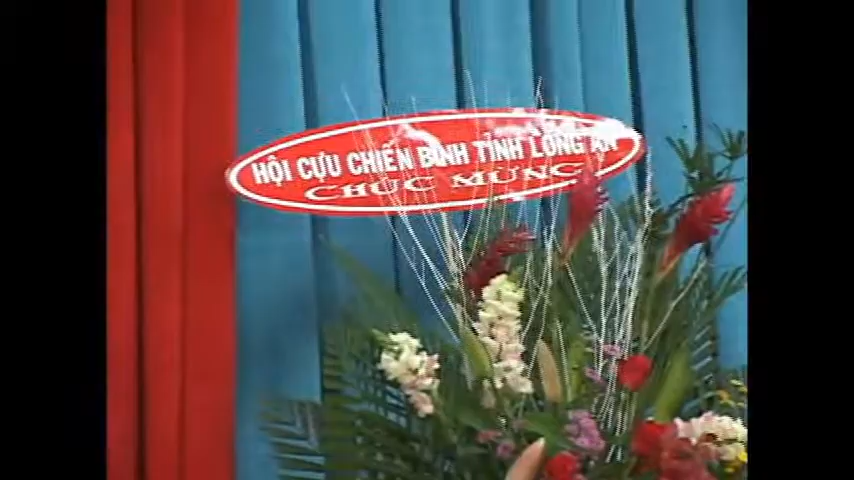 HỘI CỰU CHIẾN BINH TỈNH LONG AN
CHÚC MỪNG